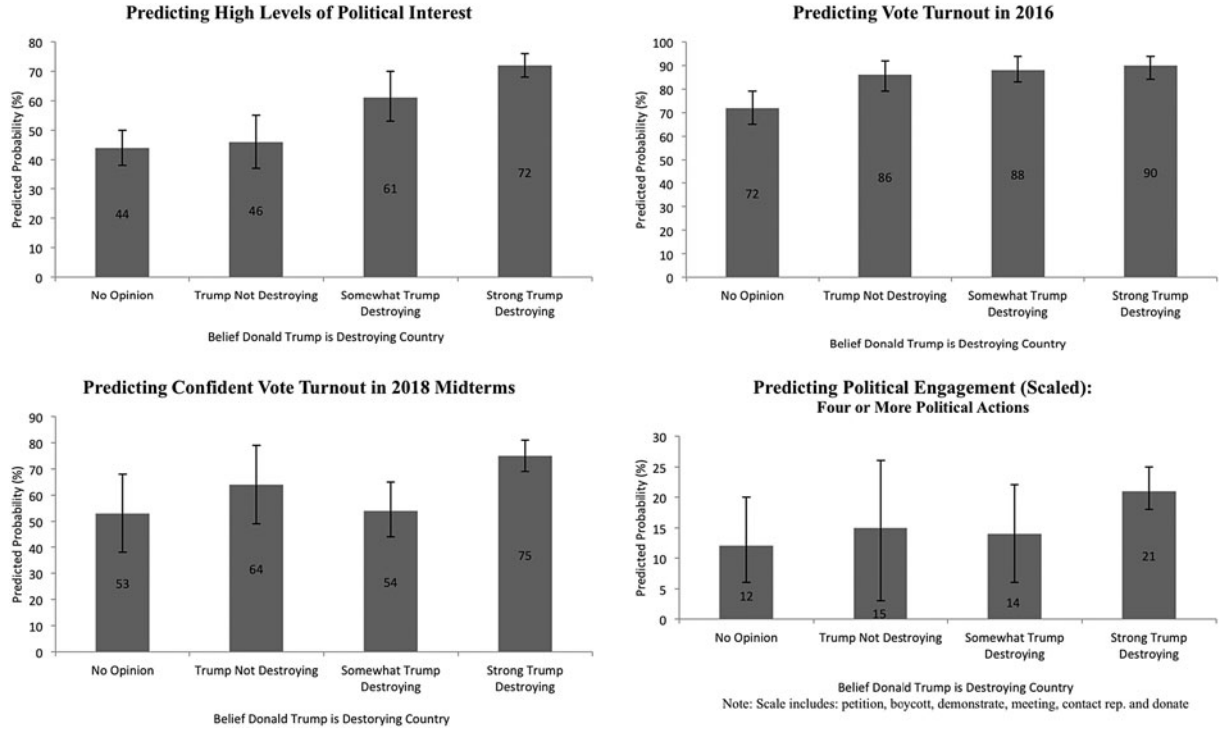 Predicting High Levels of Political Interest
Predicted Probability (%)
80
70
60
50
40
30
20
10
0
44
46
61
72
No Opinion
Trump Not Destroying
Somewhat Trump
Destroying
Strong Trump
Destroying
Belief Donald Trump is Destroying Country
Predicting Vote Turnout in 2016
Predicted Probability (%)
100
90
80
70
60
50
40
30
20
10
0
72
86
88
90
No Opinion
Trump Not Destroying
Somewhat Trump
Destroying
Strong Trump
Destroying
Belief Donald Trump is Destroying Country
Predicting Confident Vote Turnout in 2018 Midterms
Predicted Probability (%)
90
80
70
60
50
40
30
20
10
0
53
64
54
75
No Opinion
Trump Not Destroying
Somewhat Trump
Destroying
Strong Trump
Destroying
Belief Donald Trump is Destorying Country
Predicting Political Engagement (Scaled):
Four or More Political Actions
Predicted Probability (%)
30
25
20
15
10
5
0
12
15
14
21
No Opinion
Trump Not Destroying
Somewhat Trump
Destroying
Strong Trump
Destroying
Belief Donald Trump is Destroying Country
Note: Scale includes: petition, boycott, demonstrate, meeting, contact rep. and donate